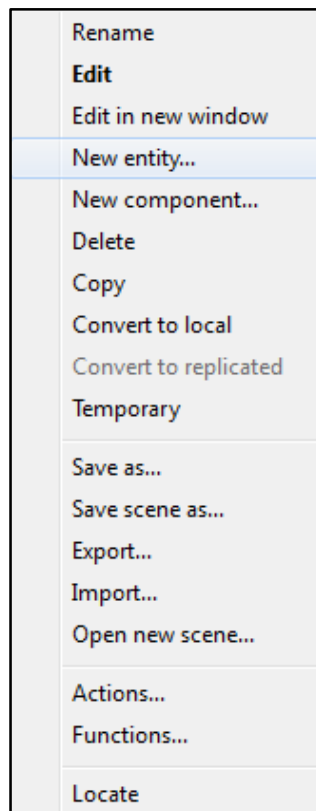 Rename
Edit
Edit in new window
New entity...
New component...
Delete
Copy
Convert to local
Convert to replicated
Temporary
Save as...
Save scene as...
Export...
Import...
Open new scene...
Actions...
Functions...
Locate